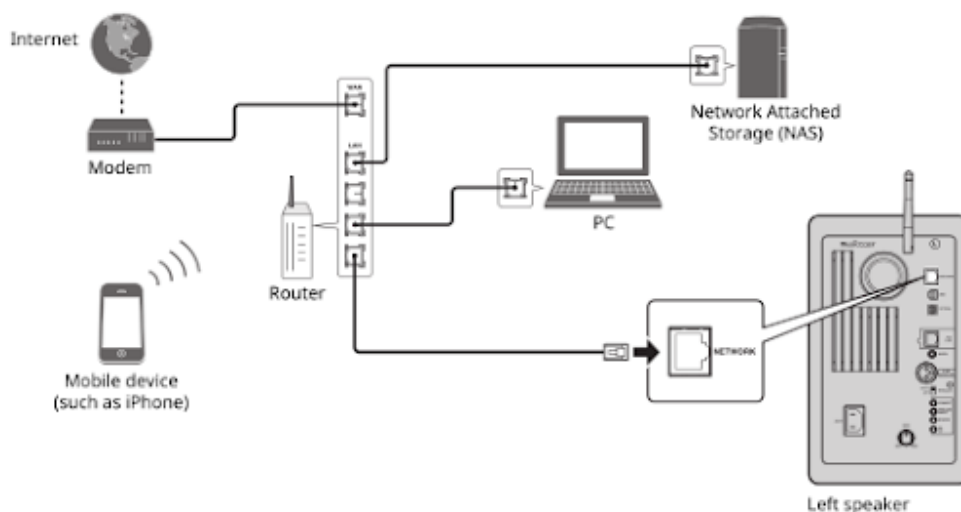 Internet
Modem
WAN
LAN
Router
Network Attached
Storage (NAS)
PC
Mobile device
(such as iPhone)
NETWORK
L
Left speaker